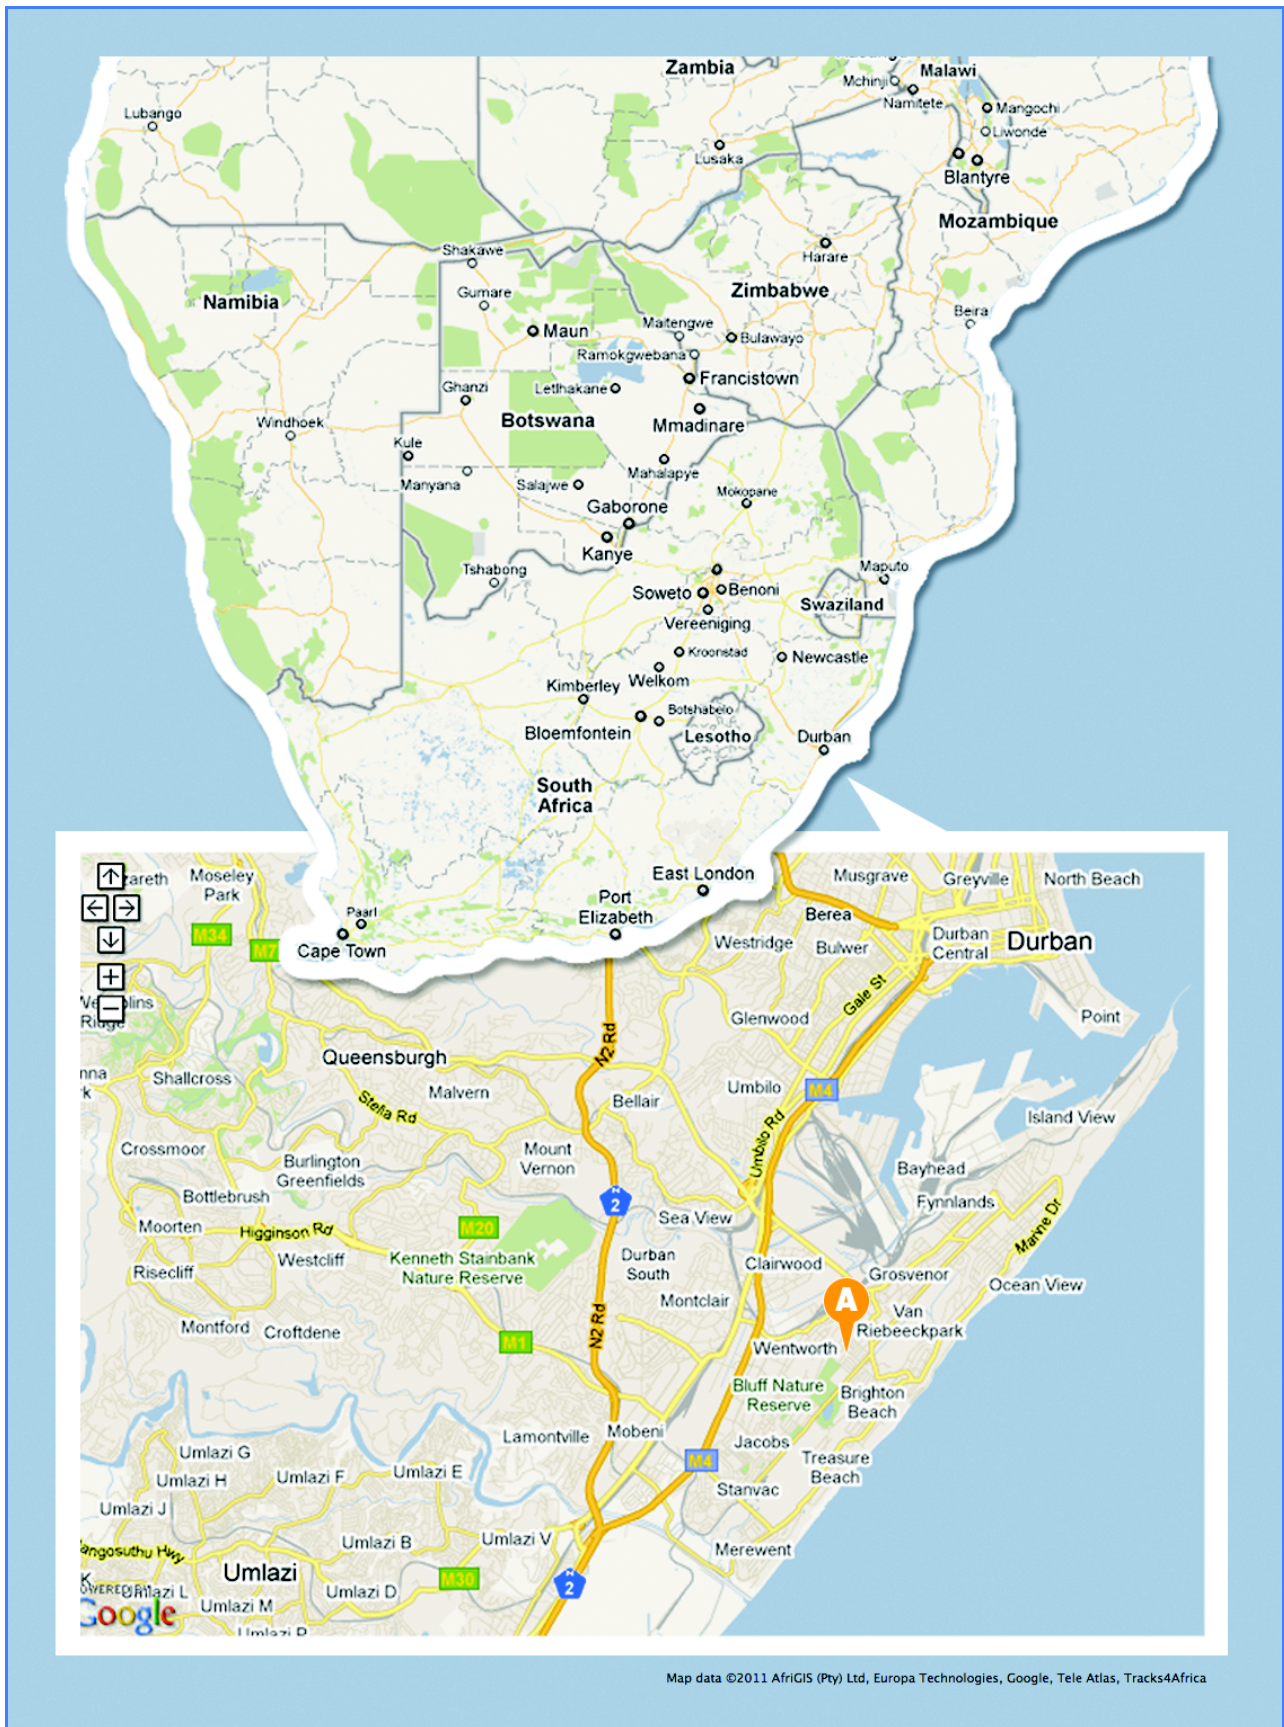 Zambia
Malawi
Mchinji
Namitete
Mangochi
Liwonde
Lubango
Lusaka
Blantyre
Mozambique
Harare
Shakawe
Namibia
Gumare
Zimbabwe
Beira
Maun
Maitengwe
Bulawayo
Ramokgwebana
Francistown
Ghanzi
Letlhakane
Botswana
Mmadinare
Windhoek
Kule
Mahalapye
Manyana
Salajwe
Mokopane
Gaborone
Kanye
Tshabong
Maputo
Soweto
Benoni
Swaziland
Vereeniging
Kroonstad
Newcastle
Welkom
Kimberley
Botshabelo
Bloemfontein
Lesotho
Durban
South
Africa
East London
Port
Elizabeth
Paarl
Cape Town
zareth
Moseley
Park
Musgrave
Greyville
North Beach
Berea
M34
M7
Westridge
Bulwer
Durban
Central
Durban
Gale St
Glenwood
Point
Ridge
N2 Rd
Queensburgh
Shallcross
Malvern
Umbilo
M4
Stella Rd
Bellair
Island View
Umbilo Rd
Crossmoor
Mount
Vernon
Burlington
Greenfields
Bayhead
Bottlebrush
Fynnlands
N
2
Moorten
Higginson Rd
M20
Sea View
Marine Dr
Westcliff
Kenneth Stainbank
Nature Reserve
Durban
South
Clairwood
Risecliff
Grosvenor
Ocean View
Montclair
A
Van
Riebeeckpark
Montford
Croftdene
N2 Rd
M1
Wentworth
Bluff Nature
Reserve
Brighton
Beach
Lamontville
Mobeni
Jacobs
Umlazi G
M4
Treasure
Beach
Umlazi H
Umlazi F
Umlazi E
Stanvac
Umlazi J
Umlazi B
Umlazi V
Merewent
angosuthu Hwy
Umlazi
M30
N
2
Umlazi L
Umlazi D
POWERED BY
Google
Umlazi M
Umlazi P
Map data ©2011 AfriGIS (Pty) Ltd, Europa Technologies, Google, Tele Atlas, Tracks4Africa